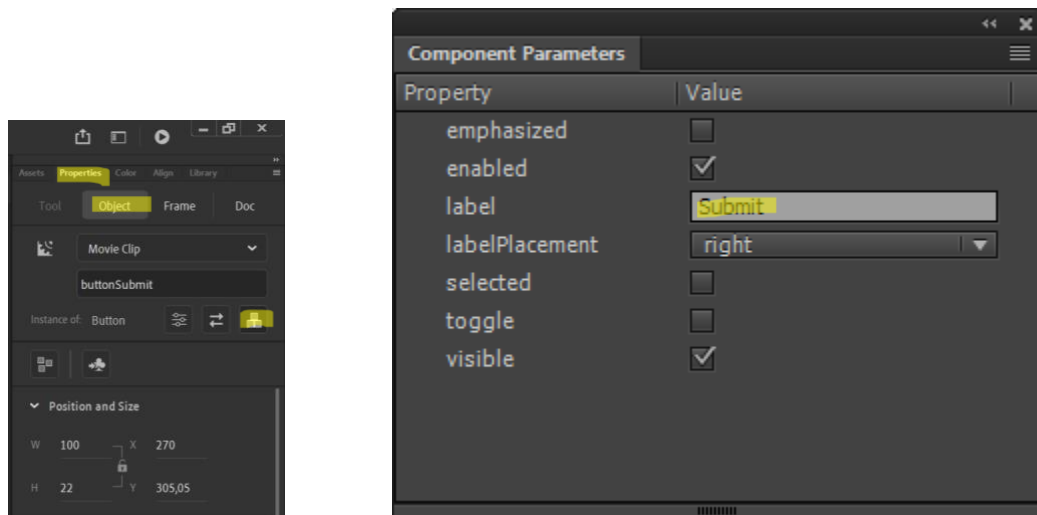 Assets Properties Color Align Library
Tool Object Frame Doc
Movie Clip
buttonSubmit
Instance of: Button
Position and Size
W 100 X 270
H 22 Y 305,05
Component Parameters
Property Value
emphasized
enabled
label Submit
labelPlacement right
selected
toggle
visible